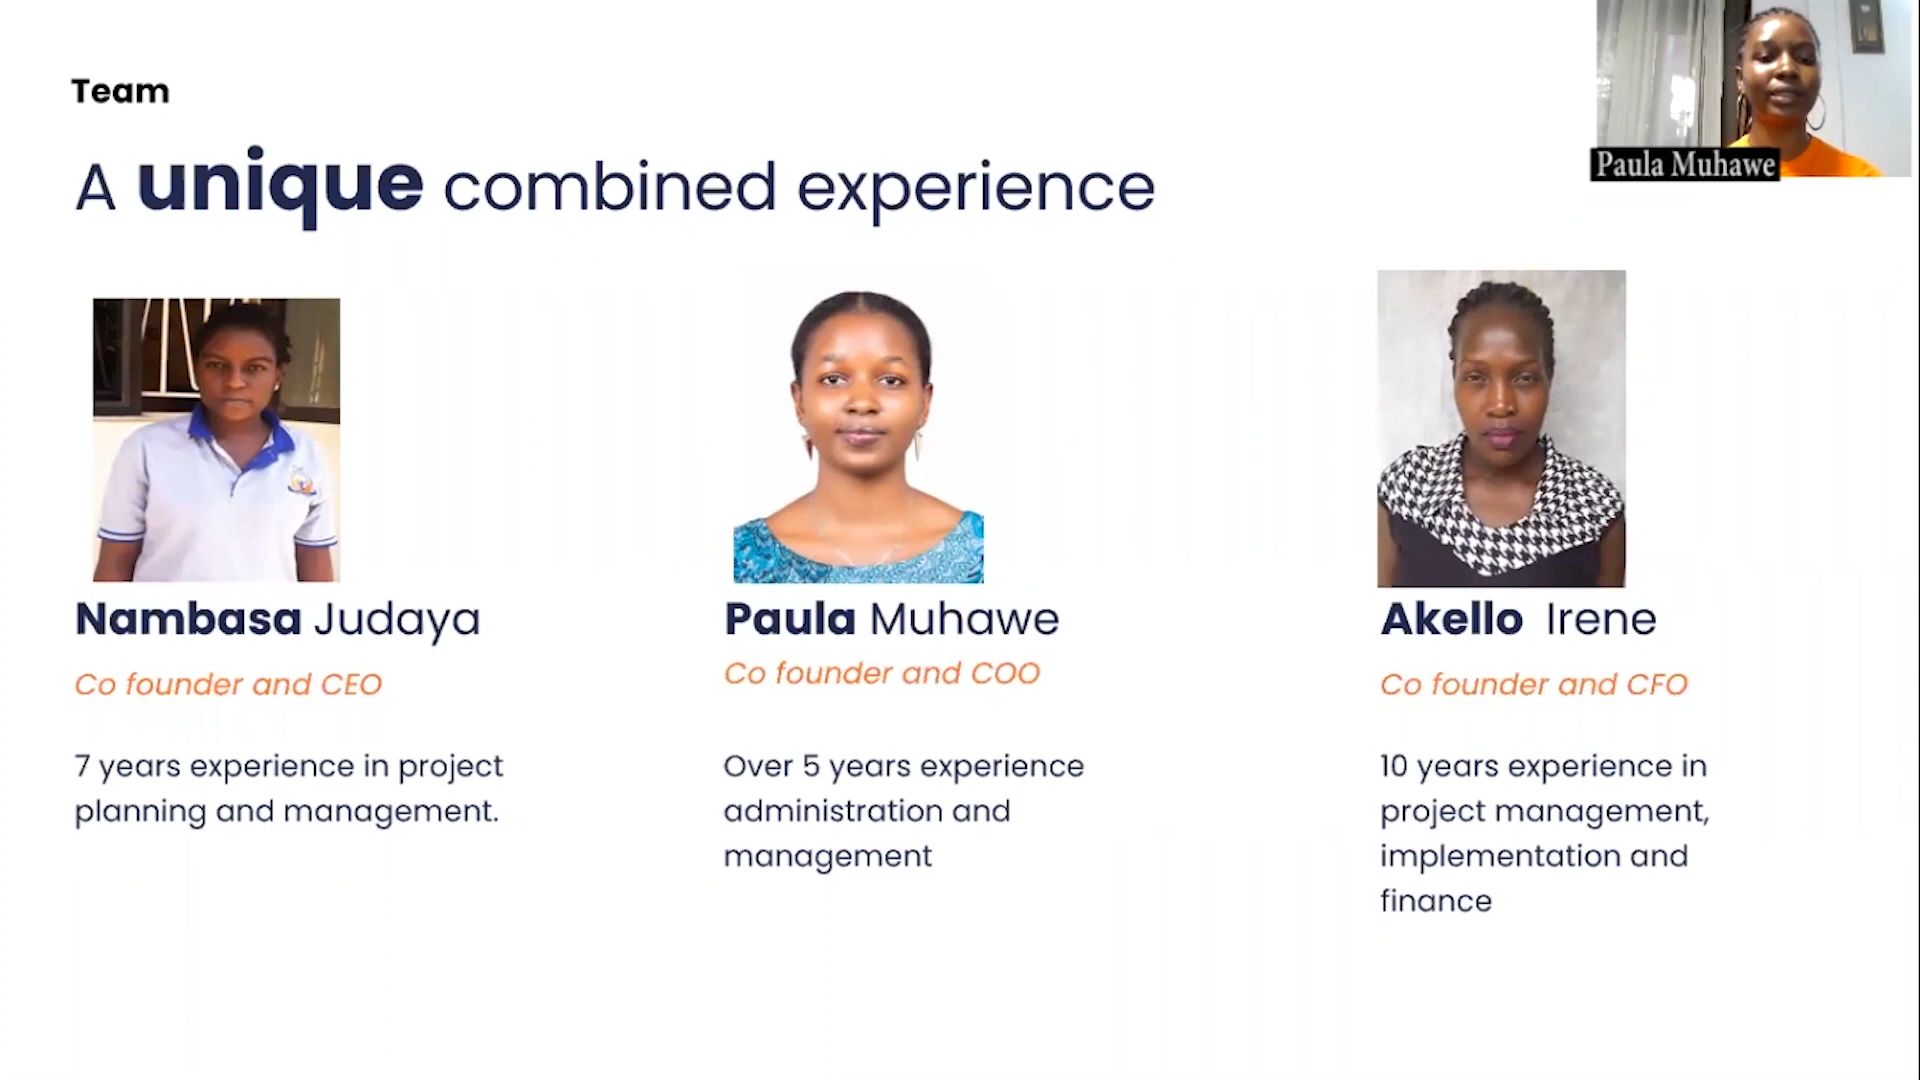 Team
A unique combined experience
Paula Muhawe
Nambasa Judaya
Co founder and CEO
7 years experience in project
planning and management.
Paula Muhawe
Co founder and COO
Over 5 years experience
administration and
management
Akello Irene
Co founder and CFO
10 years experience in
project management,
implementation and
finance